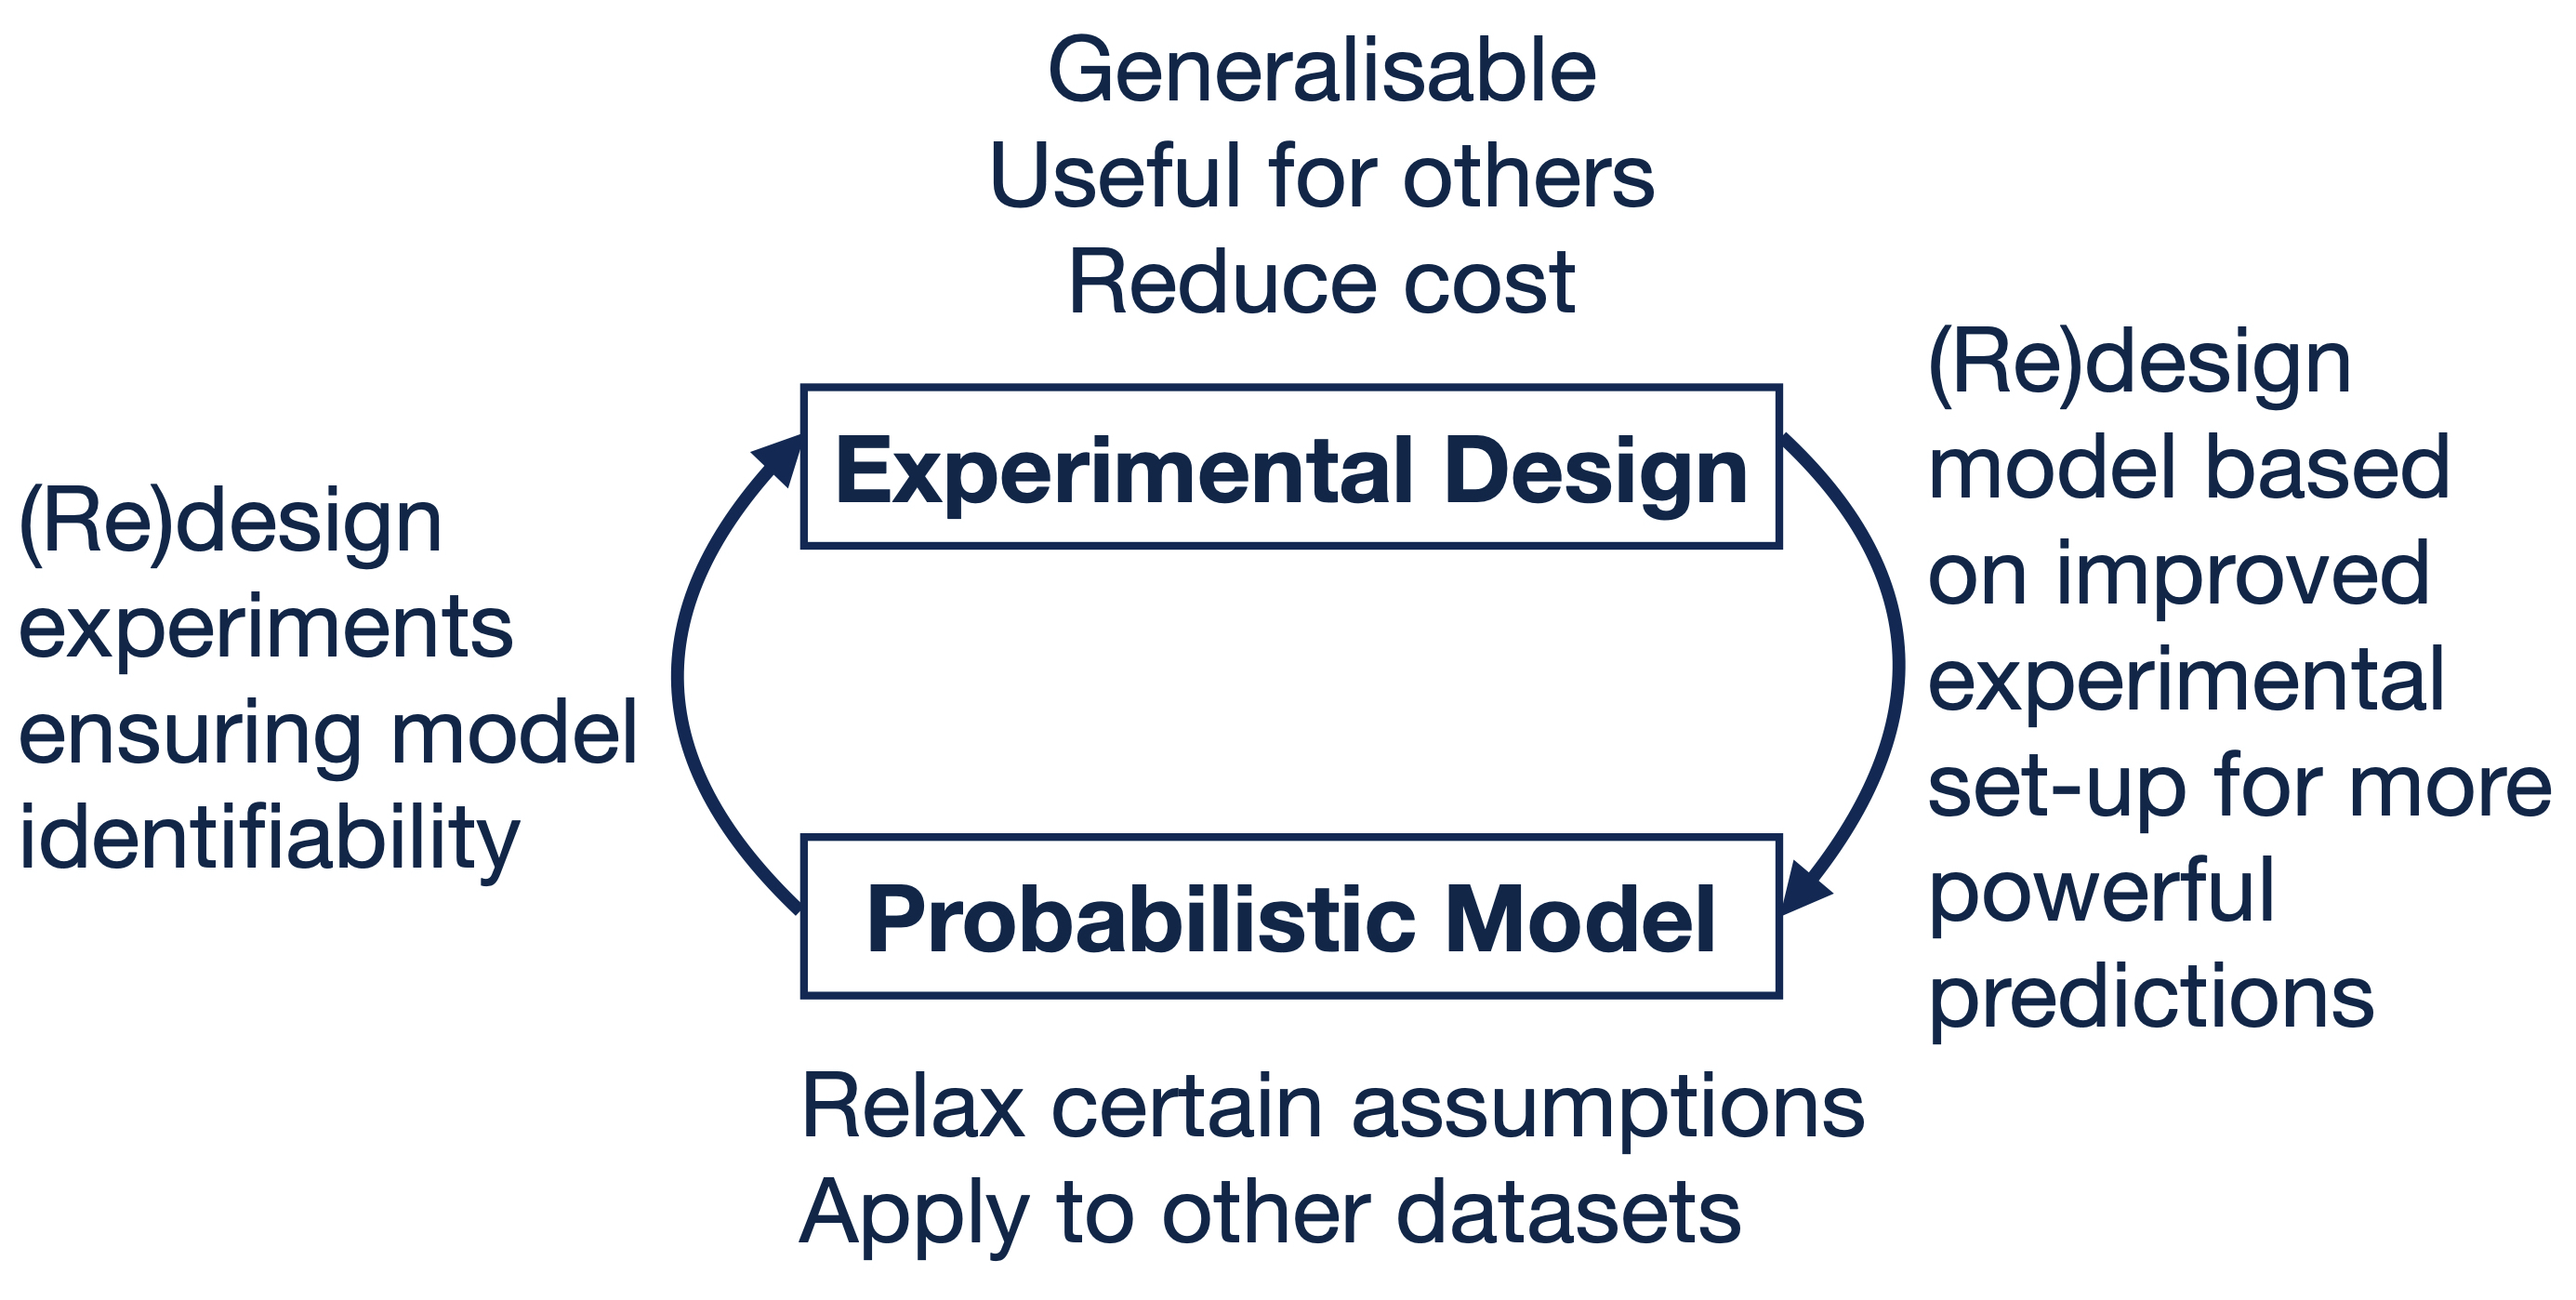 Generalisable
Useful for others
Reduce cost
Experimental Design
(Re)design
experiments
ensuring model
identifiability
(Re)design
model based
on improved
experimental
set-up for more
powerful
predictions
Probabilistic Model
Relax certain assumptions
Apply to other datasets